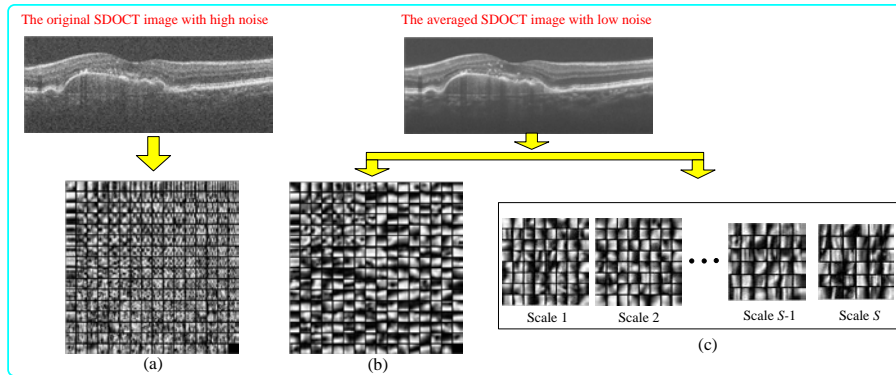 The original SDOCT image with high noise
The averaged SDOCT image with low noise
Scale 1
Scale 2
Scale S-1
Scale S
(a)
(b)
(c)